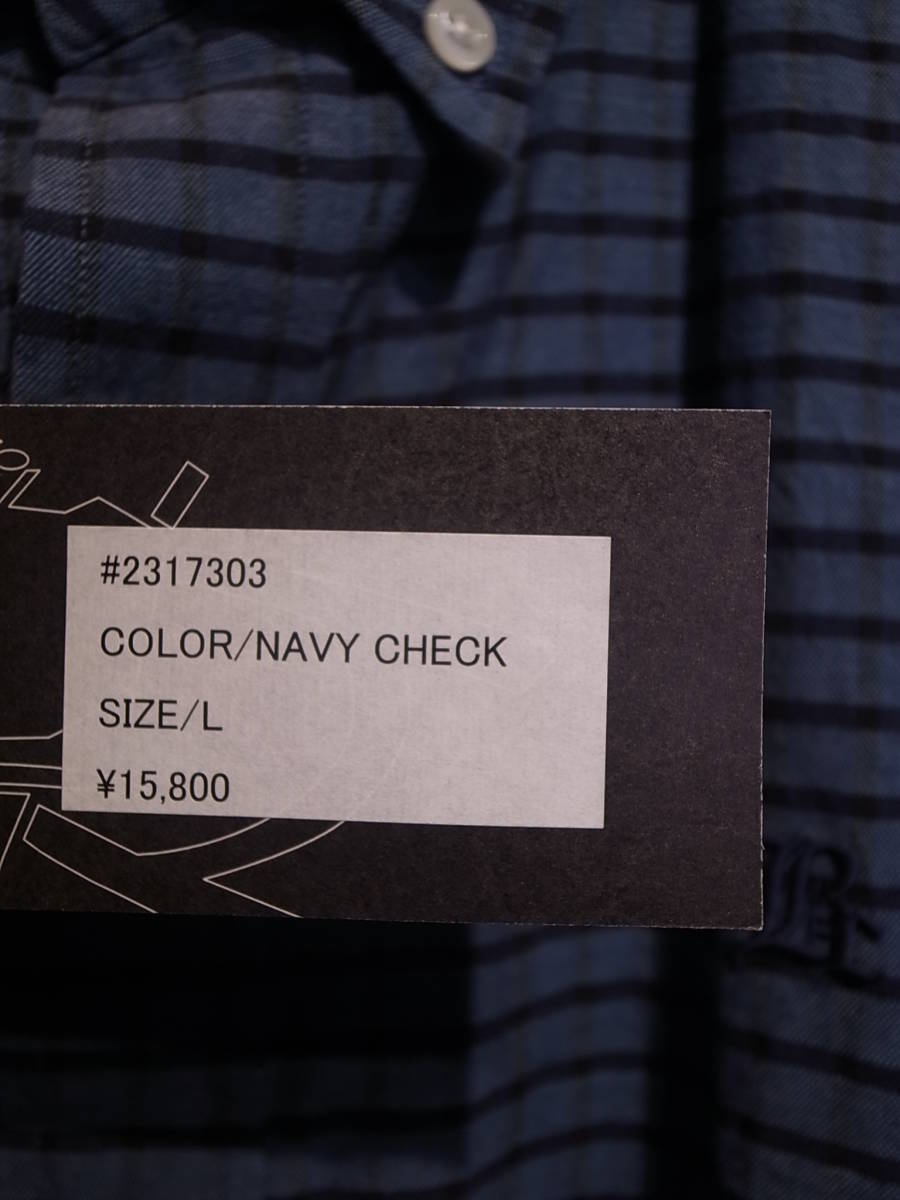 #2317303
COLOR/NAVY CHECK
SIZE/L
¥15,800